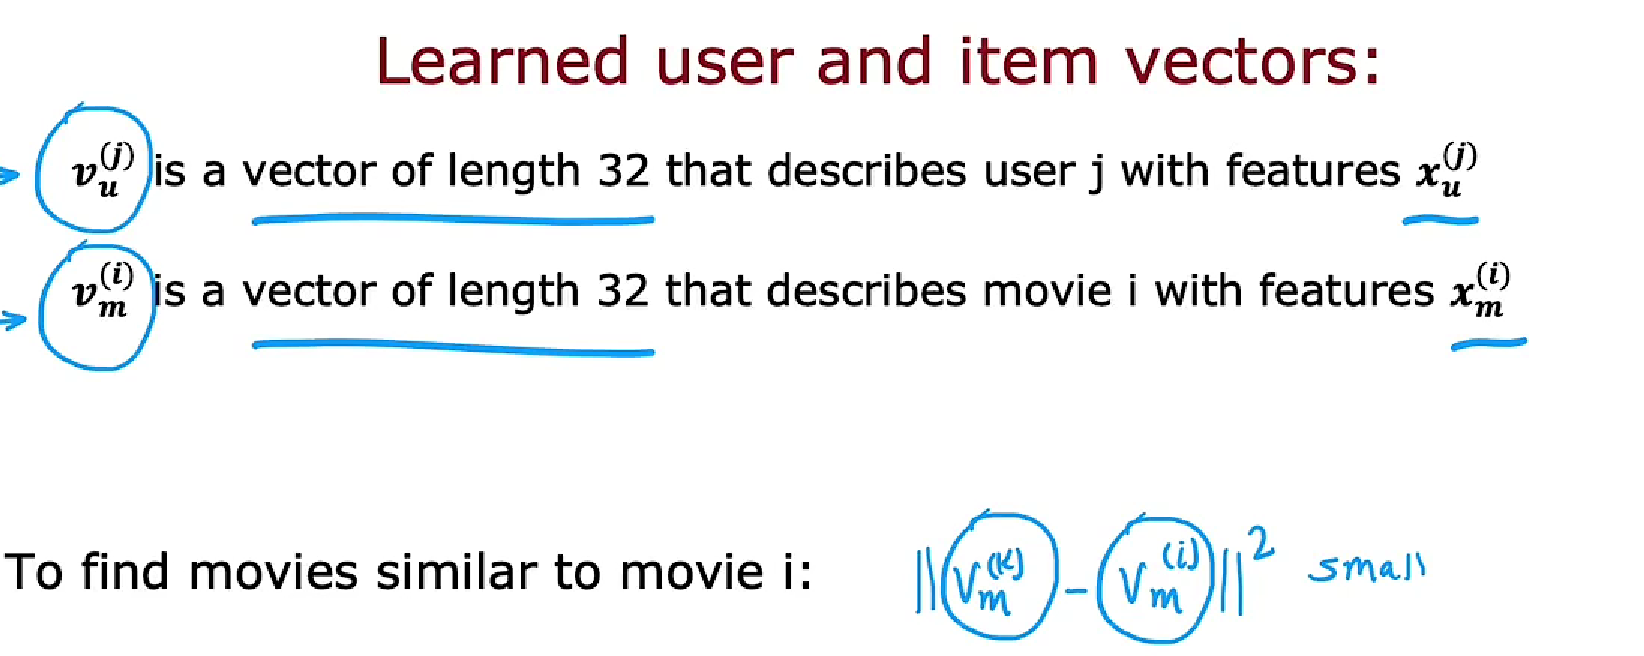 Learned user and item vectors:
v_u^(j) is a vector of length 32 that describes user j with features x_u^(j)
v_m^(i) is a vector of length 32 that describes movie i with features x_m^(i)
To find movies similar to movie i: ||v_m^(k) - v_m^(i)||^2 small